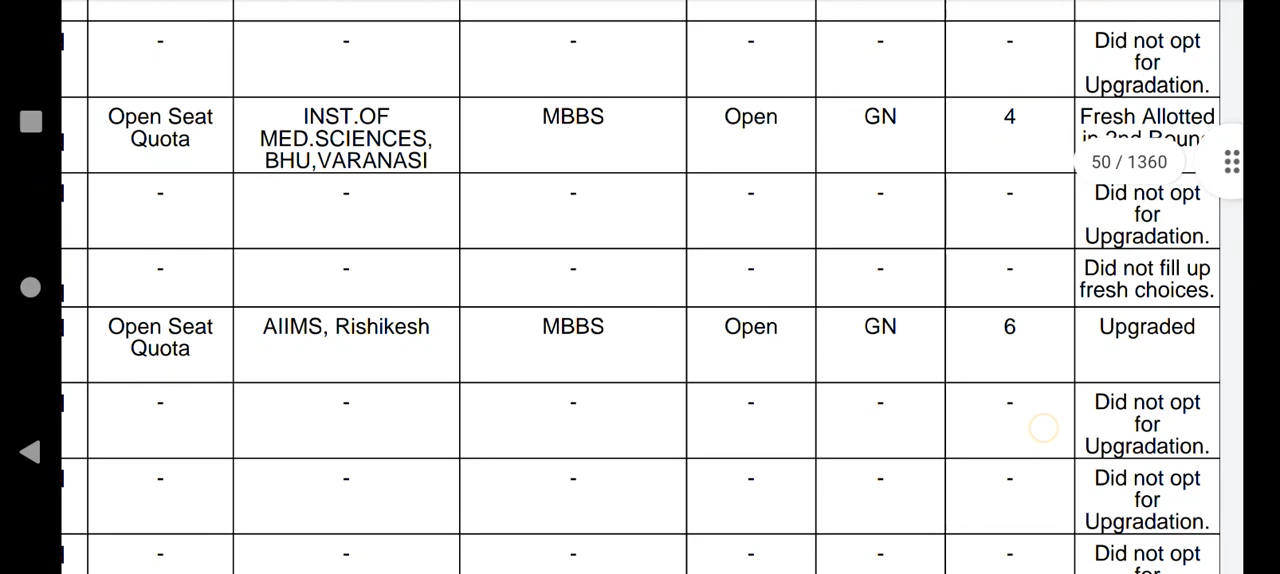 - - - - - - Did not opt
for
Upgradation.
Open Seat INST.OF MBBS Open GN 4 Fresh Allotted
Quota MED.SCIENCES,
BHU,VARANASI
50 / 1360
- - - - - - Did not opt
for
Upgradation.
- - - - - - Did not fill up
fresh choices.
Open Seat AIIMS, Rishikesh MBBS Open GN 6 Upgraded
Quota
- - - - - - Did not opt
for
Upgradation.
- - - - - - Did not opt
for
Upgradation.
- - - - - - Did not opt